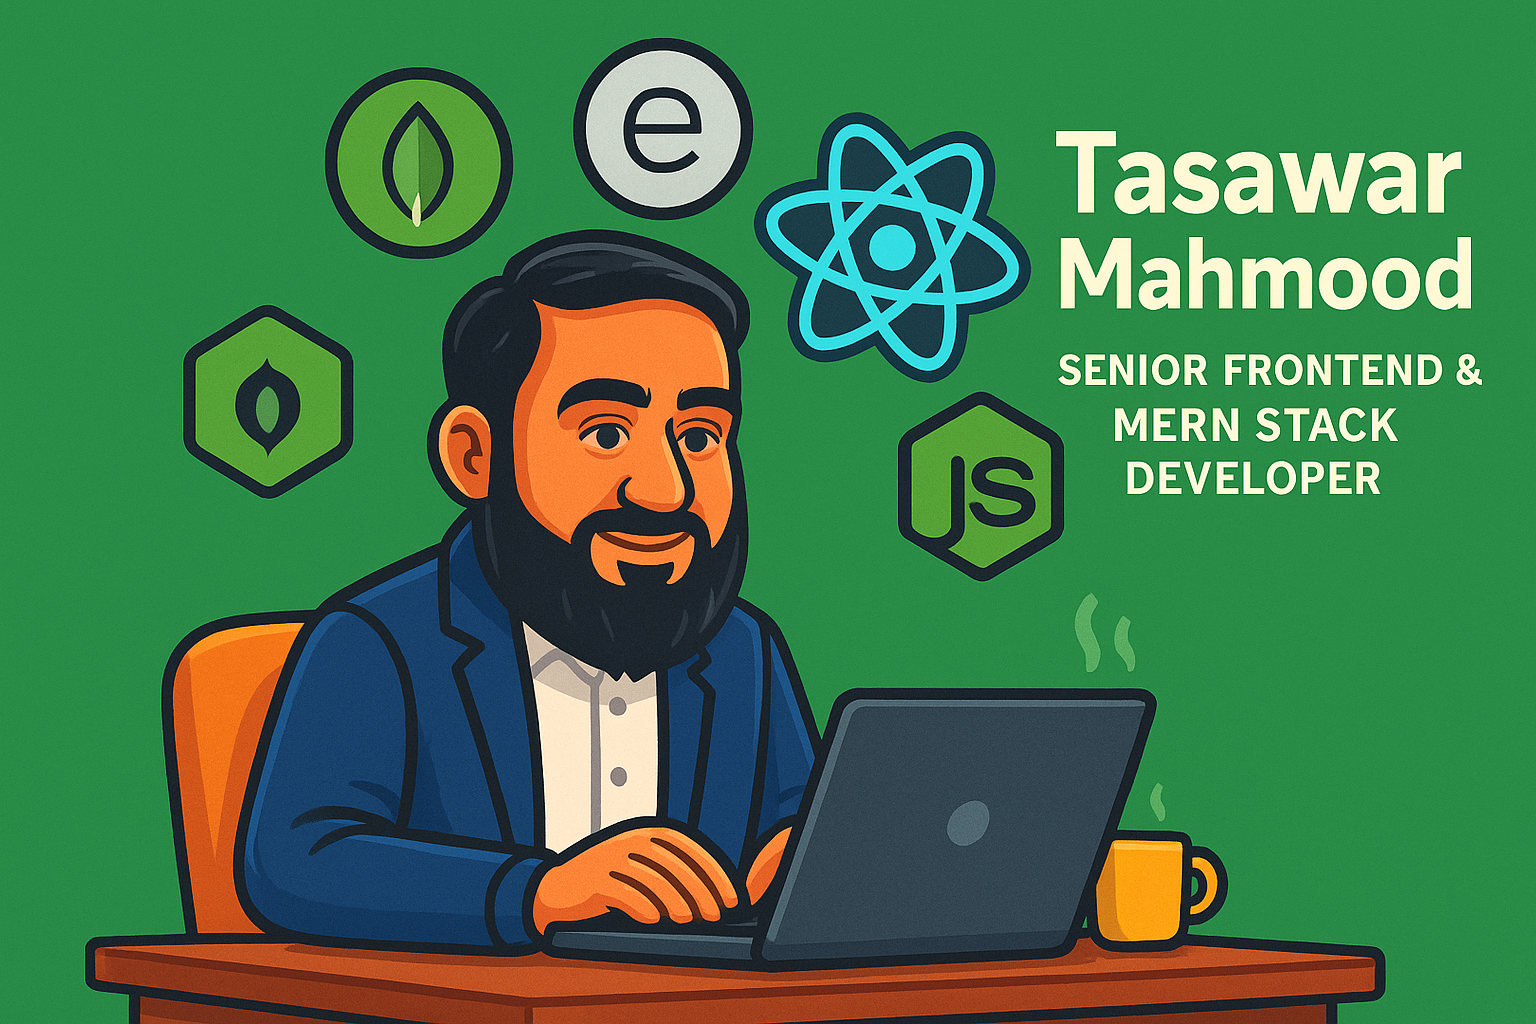 e
Tasawar
Mahmood
SENIOR FRONTEND &
MERN STACK
DEVELOPER
JS